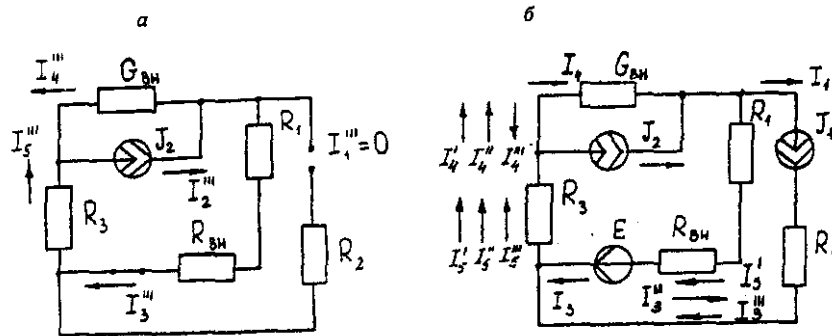 а
I₄'''
G_вн
I₅'''
J₂
I₂'''
R₁
I₁'''=0
R₃
R_вн
R₂
I₃'''
б
I₄
G_вн
I₁
I₄' I₄'' I₄'''
J₂
R₁
J₁
R₃
I₅' I₅'' I₅'''
E
R_вн
I₃
I₃'
I₃''
I₃'''